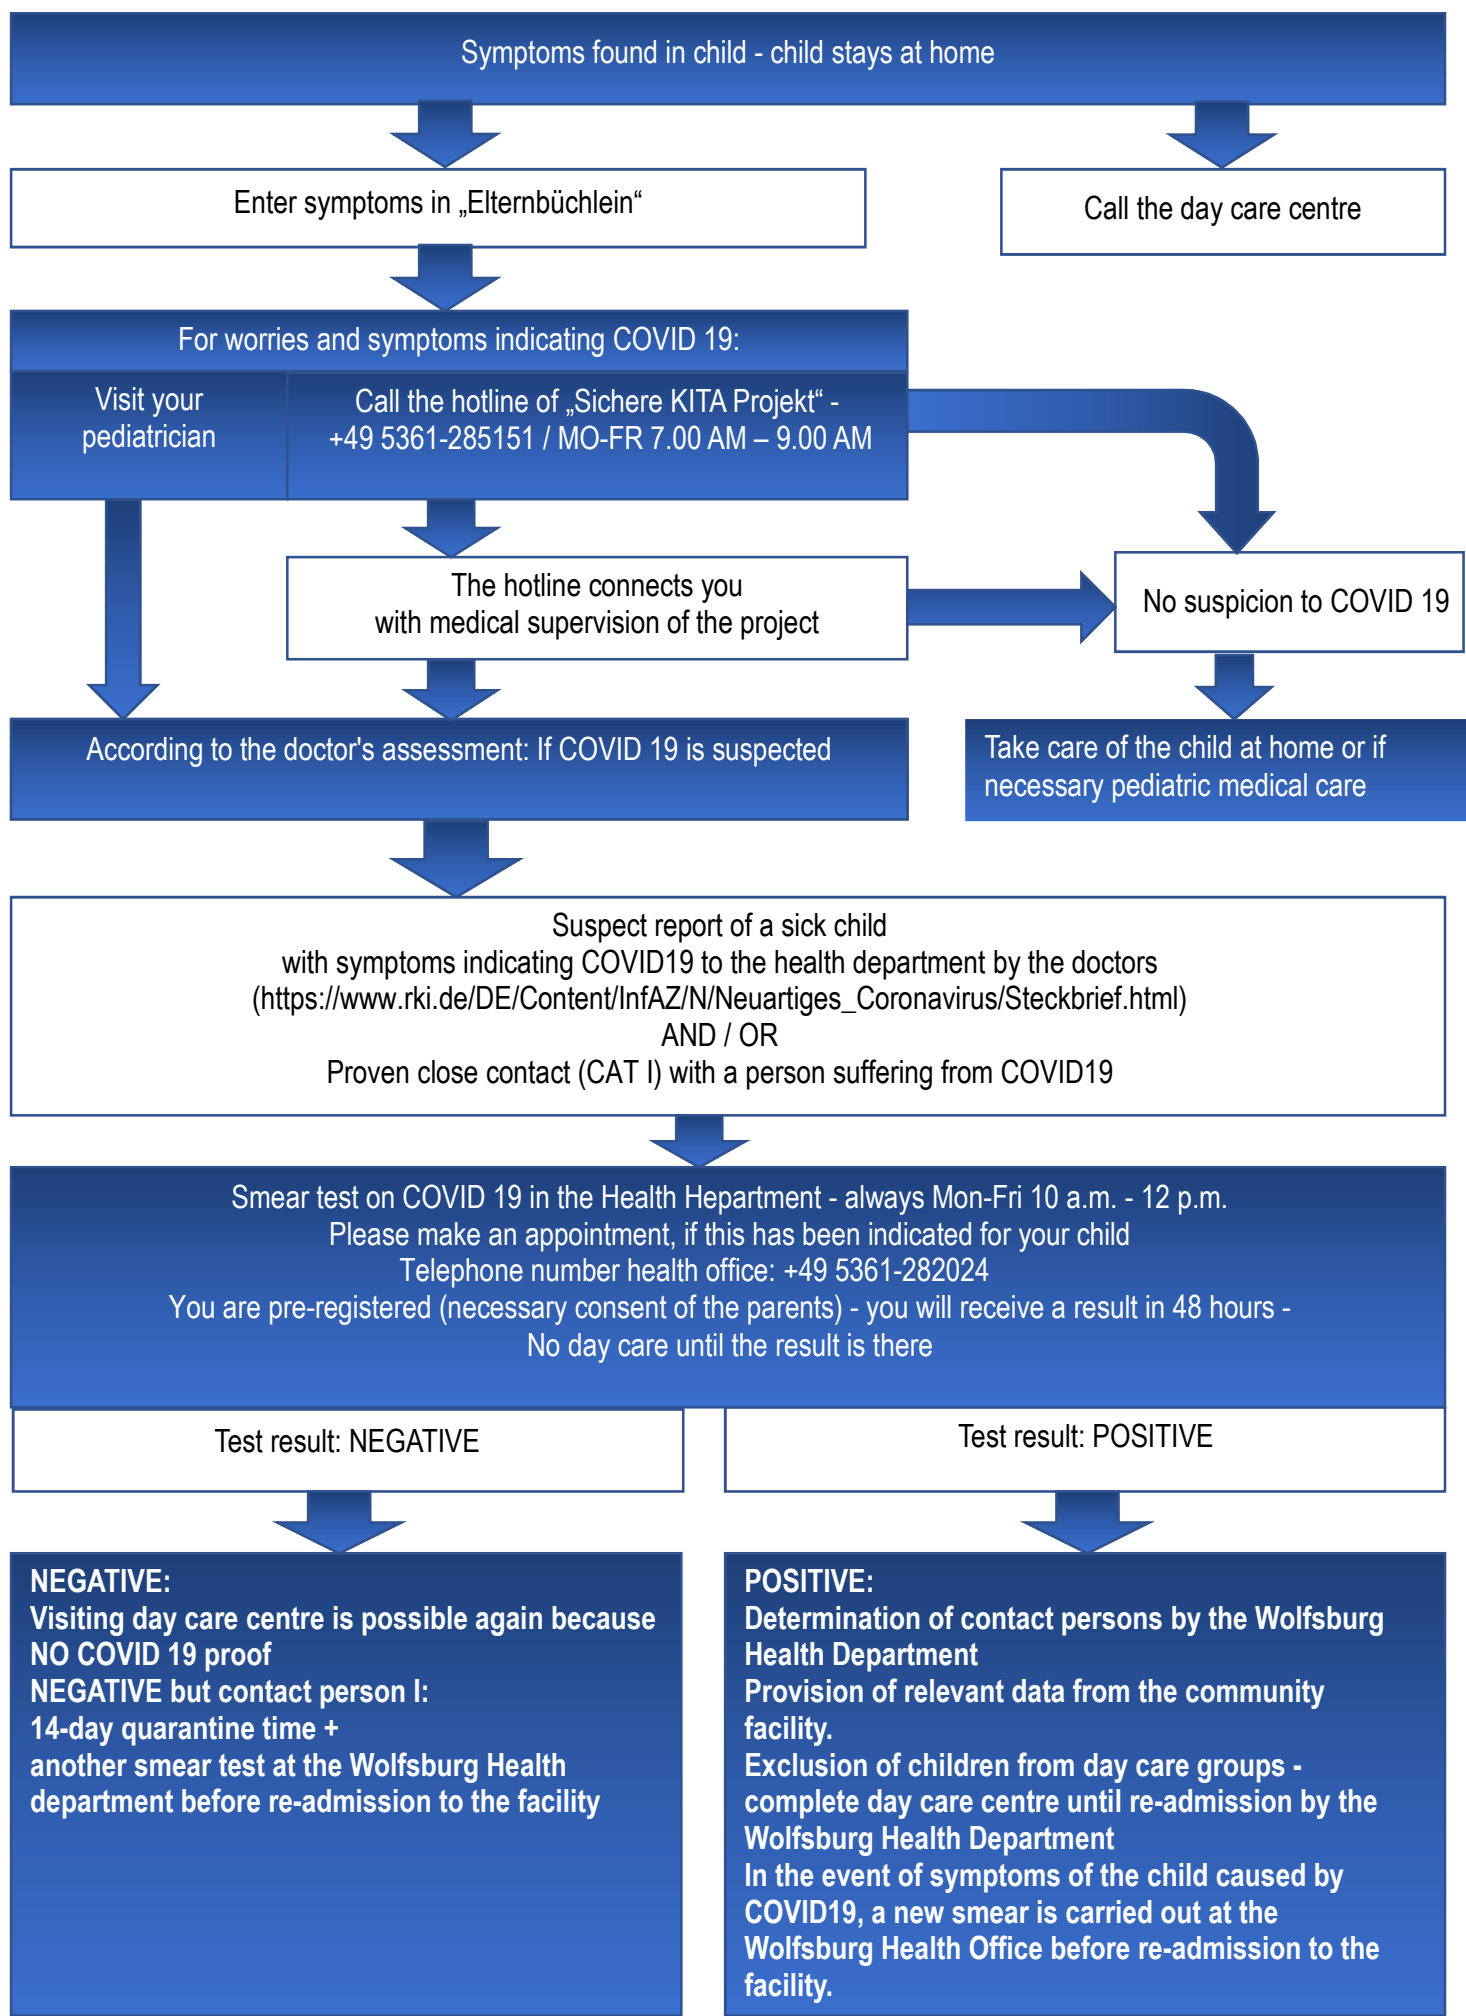 Symptoms found in child - child stays at home
Enter symptoms in „Elternbüchlein“
Call the day care centre
For worries and symptoms indicating COVID 19:
Visit your
pediatrician
Call the hotline of „Sichere KITA Projekt“ -
+49 5361-285151 / MO-FR 7.00 AM – 9.00 AM
The hotline connects you
with medical supervision of the project
No suspicion to COVID 19
According to the doctor's assessment: If COVID 19 is suspected
Take care of the child at home or if
necessary pediatric medical care
Suspect report of a sick child
with symptoms indicating COVID19 to the health department by the doctors
(https://www.rki.de/DE/Content/InfAZ/N/Neuartiges_Coronavirus/Steckbrief.html)
AND / OR
Proven close contact (CAT I) with a person suffering from COVID19
Smear test on COVID 19 in the Health Hepartment - always Mon-Fri 10 a.m. - 12 p.m.
Please make an appointment, if this has been indicated for your child
Telephone number health office: +49 5361-282024
You are pre-registered (necessary consent of the parents) - you will receive a result in 48 hours -
No day care until the result is there
Test result: NEGATIVE
Test result: POSITIVE
NEGATIVE:
Visiting day care centre is possible again because
NO COVID 19 proof
NEGATIVE but contact person I:
14-day quarantine time +
another smear test at the Wolfsburg Health
department before re-admission to the facility
POSITIVE:
Determination of contact persons by the Wolfsburg
Health Department
Provision of relevant data from the community
facility.
Exclusion of children from day care groups -
complete day care centre until re-admission by the
Wolfsburg Health Department
In the event of symptoms of the child caused by
COVID19, a new smear is carried out at the
Wolfsburg Health Office before re-admission to the
facility.